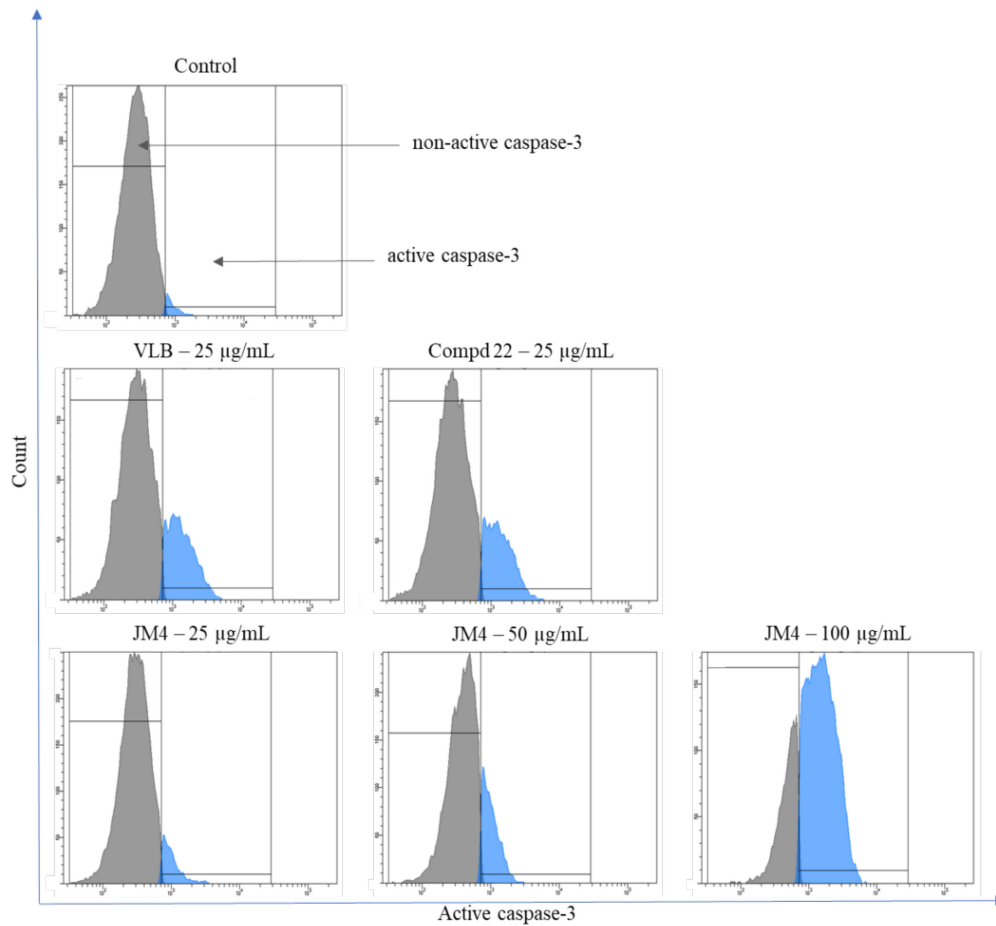 Control
non-active caspase-3
active caspase-3
VLB – 25 µg/mL
Compd 22 – 25 µg/mL
Count
JM4 – 25 µg/mL
JM4 – 50 µg/mL
JM4 – 100 µg/mL
Active caspase-3